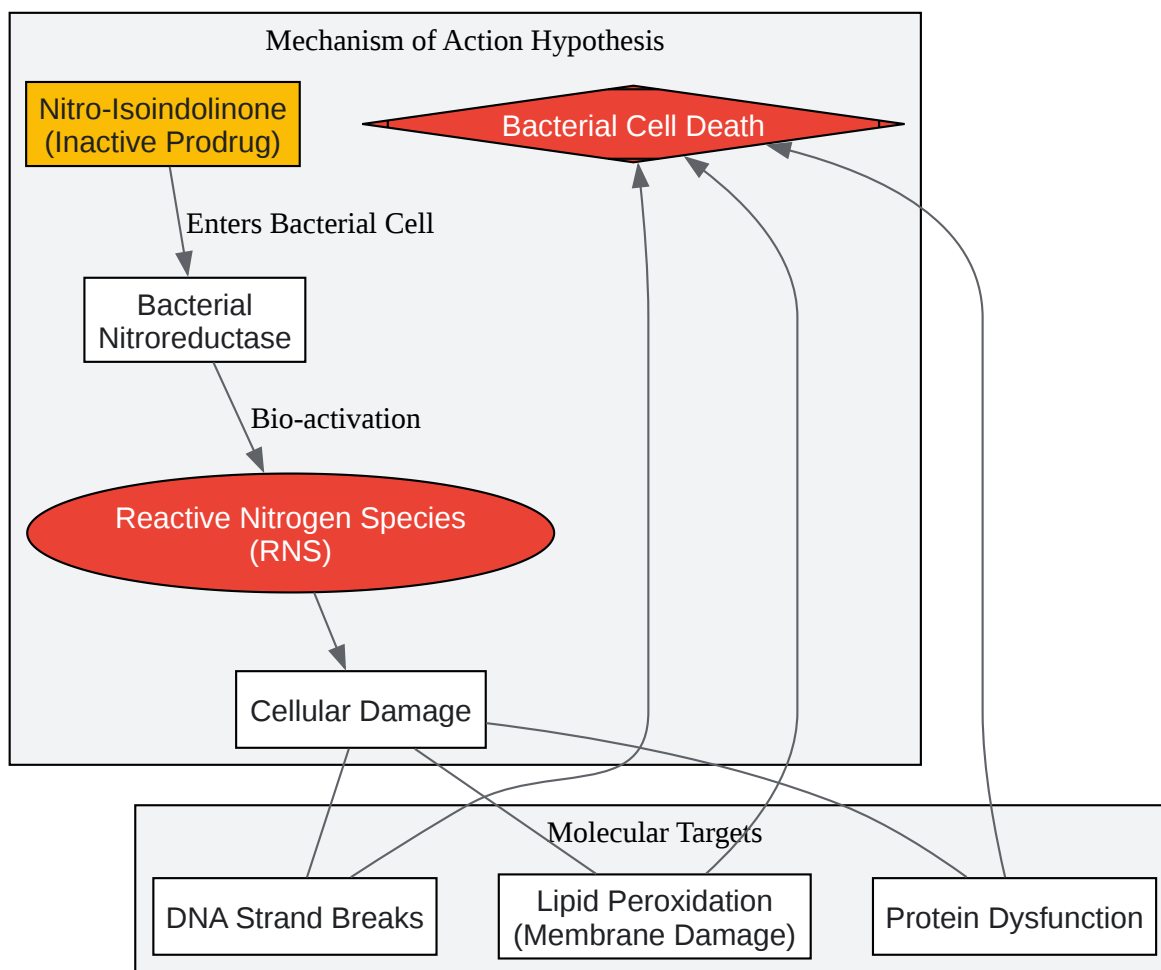 Mechanism of Action Hypothesis
Nitro-Isoindolinone
(Inactive Prodrug)
Bacterial Cell Death
Enters Bacterial Cell
Bacterial
Nitroreductase
Bio-activation
Reactive Nitrogen Species
(RNS)
Cellular Damage
Molecular Targets
DNA Strand Breaks
Lipid Peroxidation
(Membrane Damage)
Protein Dysfunction